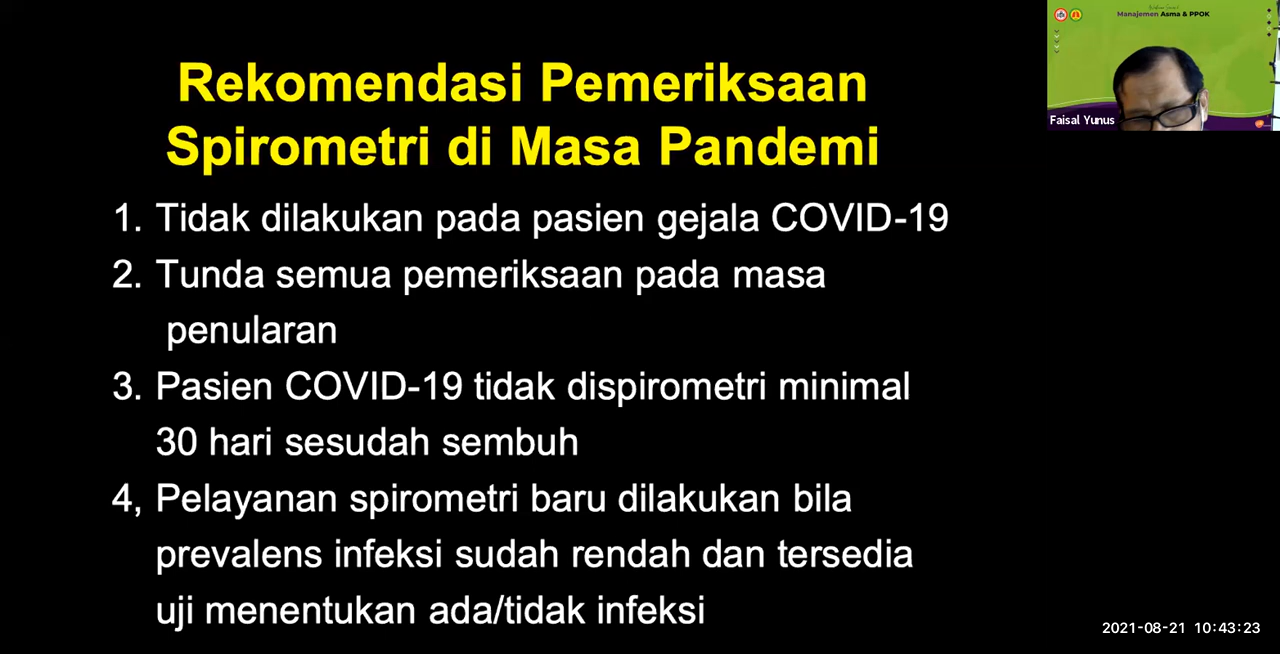 Rekomendasi Pemeriksaan
Spirometri di Masa Pandemi
1. Tidak dilakukan pada pasien gejala COVID-19
2. Tunda semua pemeriksaan pada masa
penularan
3. Pasien COVID-19 tidak dispirometri minimal
30 hari sesudah sembuh
4, Pelayanan spirometri baru dilakukan bila
prevalens infeksi sudah rendah dan tersedia
uji menentukan ada/tidak infeksi
Manajemen Asma & PPOK
Faisal Yunus
2021-08-21 10:43:23